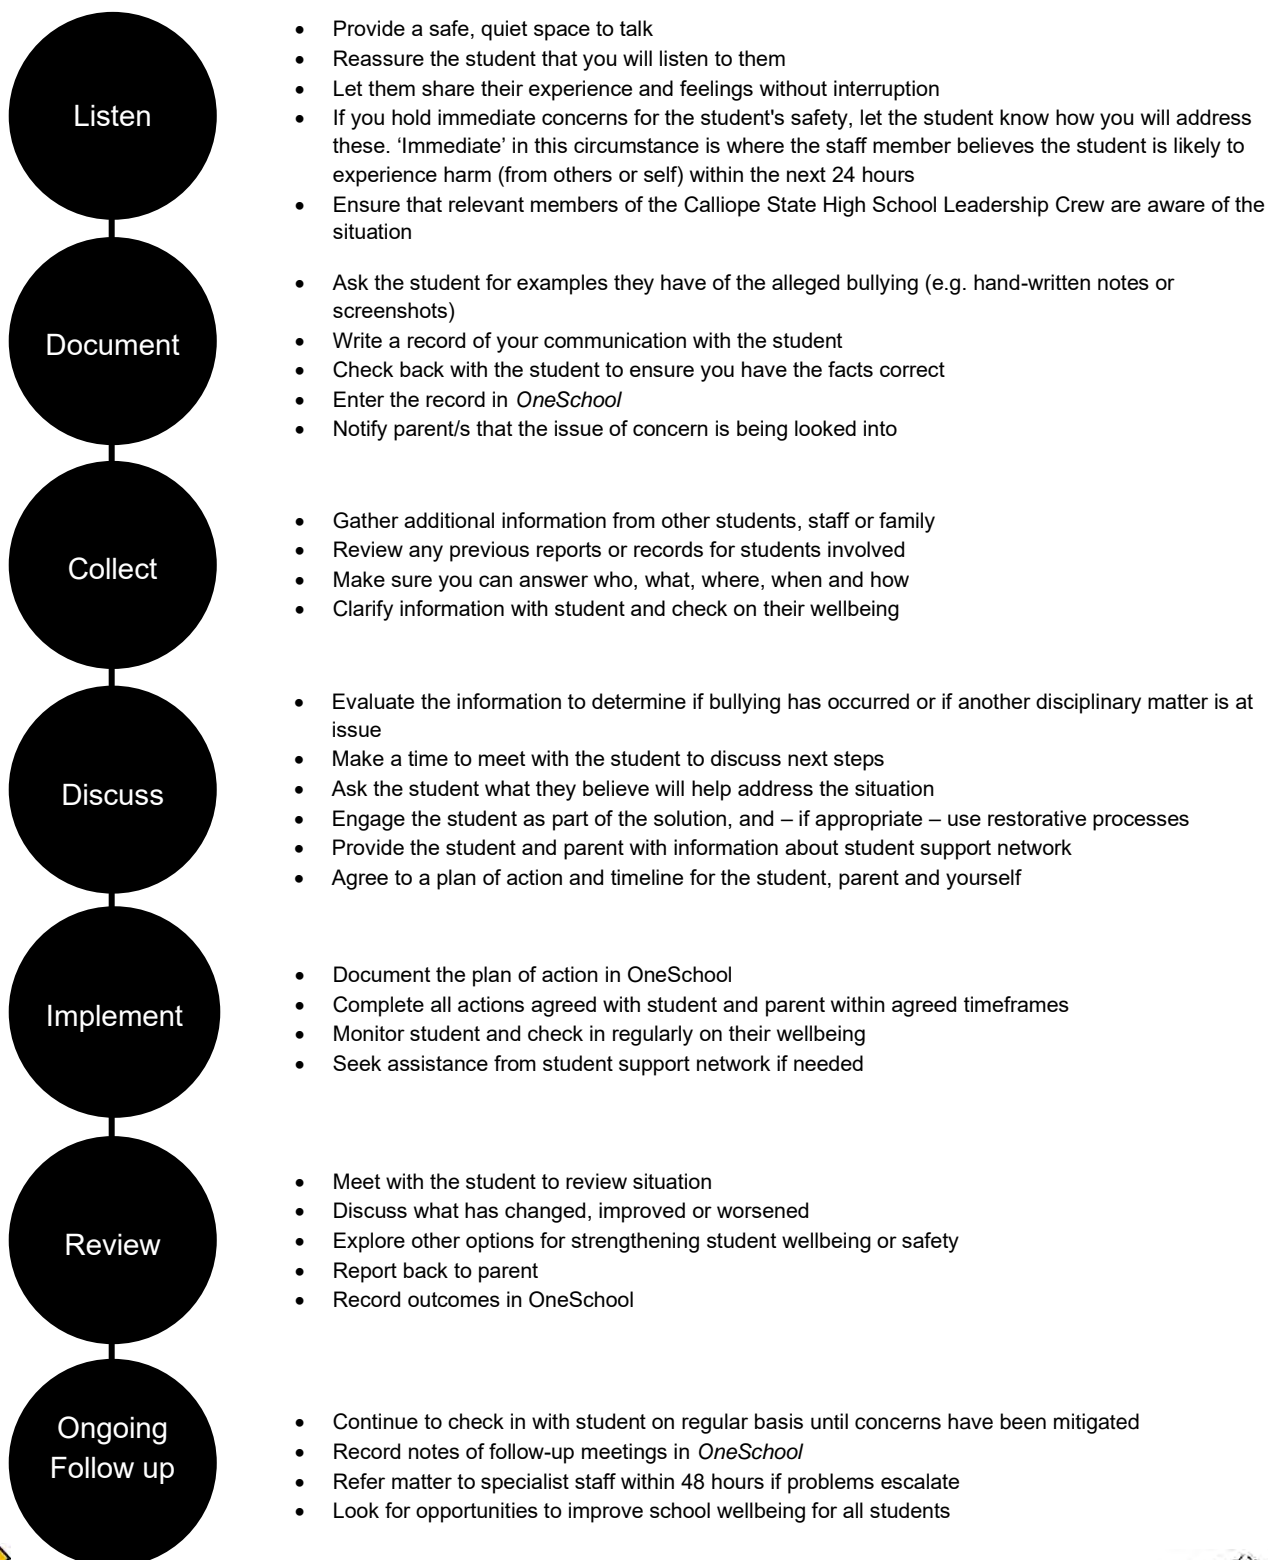 Listen
• Provide a safe, quiet space to talk
• Reassure the student that you will listen to them
• Let them share their experience and feelings without interruption
• If you hold immediate concerns for the student's safety, let the student know how you will address
these. ‘Immediate’ in this circumstance is where the staff member believes the student is likely to
experience harm (from others or self) within the next 24 hours
• Ensure that relevant members of the Calliope State High School Leadership Crew are aware of the
situation
Document
• Ask the student for examples they have of the alleged bullying (e.g. hand-written notes or
screenshots)
• Write a record of your communication with the student
• Check back with the student to ensure you have the facts correct
• Enter the record in OneSchool
• Notify parent/s that the issue of concern is being looked into
Collect
• Gather additional information from other students, staff or family
• Review any previous reports or records for students involved
• Make sure you can answer who, what, where, when and how
• Clarify information with student and check on their wellbeing
Discuss
• Evaluate the information to determine if bullying has occurred or if another disciplinary matter is at
issue
• Make a time to meet with the student to discuss next steps
• Ask the student what they believe will help address the situation
• Engage the student as part of the solution, and – if appropriate – use restorative processes
• Provide the student and parent with information about student support network
• Agree to a plan of action and timeline for the student, parent and yourself
Implement
• Document the plan of action in OneSchool
• Complete all actions agreed with student and parent within agreed timeframes
• Monitor student and check in regularly on their wellbeing
• Seek assistance from student support network if needed
Review
• Meet with the student to review situation
• Discuss what has changed, improved or worsened
• Explore other options for strengthening student wellbeing or safety
• Report back to parent
• Record outcomes in OneSchool
Ongoing
Follow up
• Continue to check in with student on regular basis until concerns have been mitigated
• Record notes of follow-up meetings in OneSchool
• Refer matter to specialist staff within 48 hours if problems escalate
• Look for opportunities to improve school wellbeing for all students